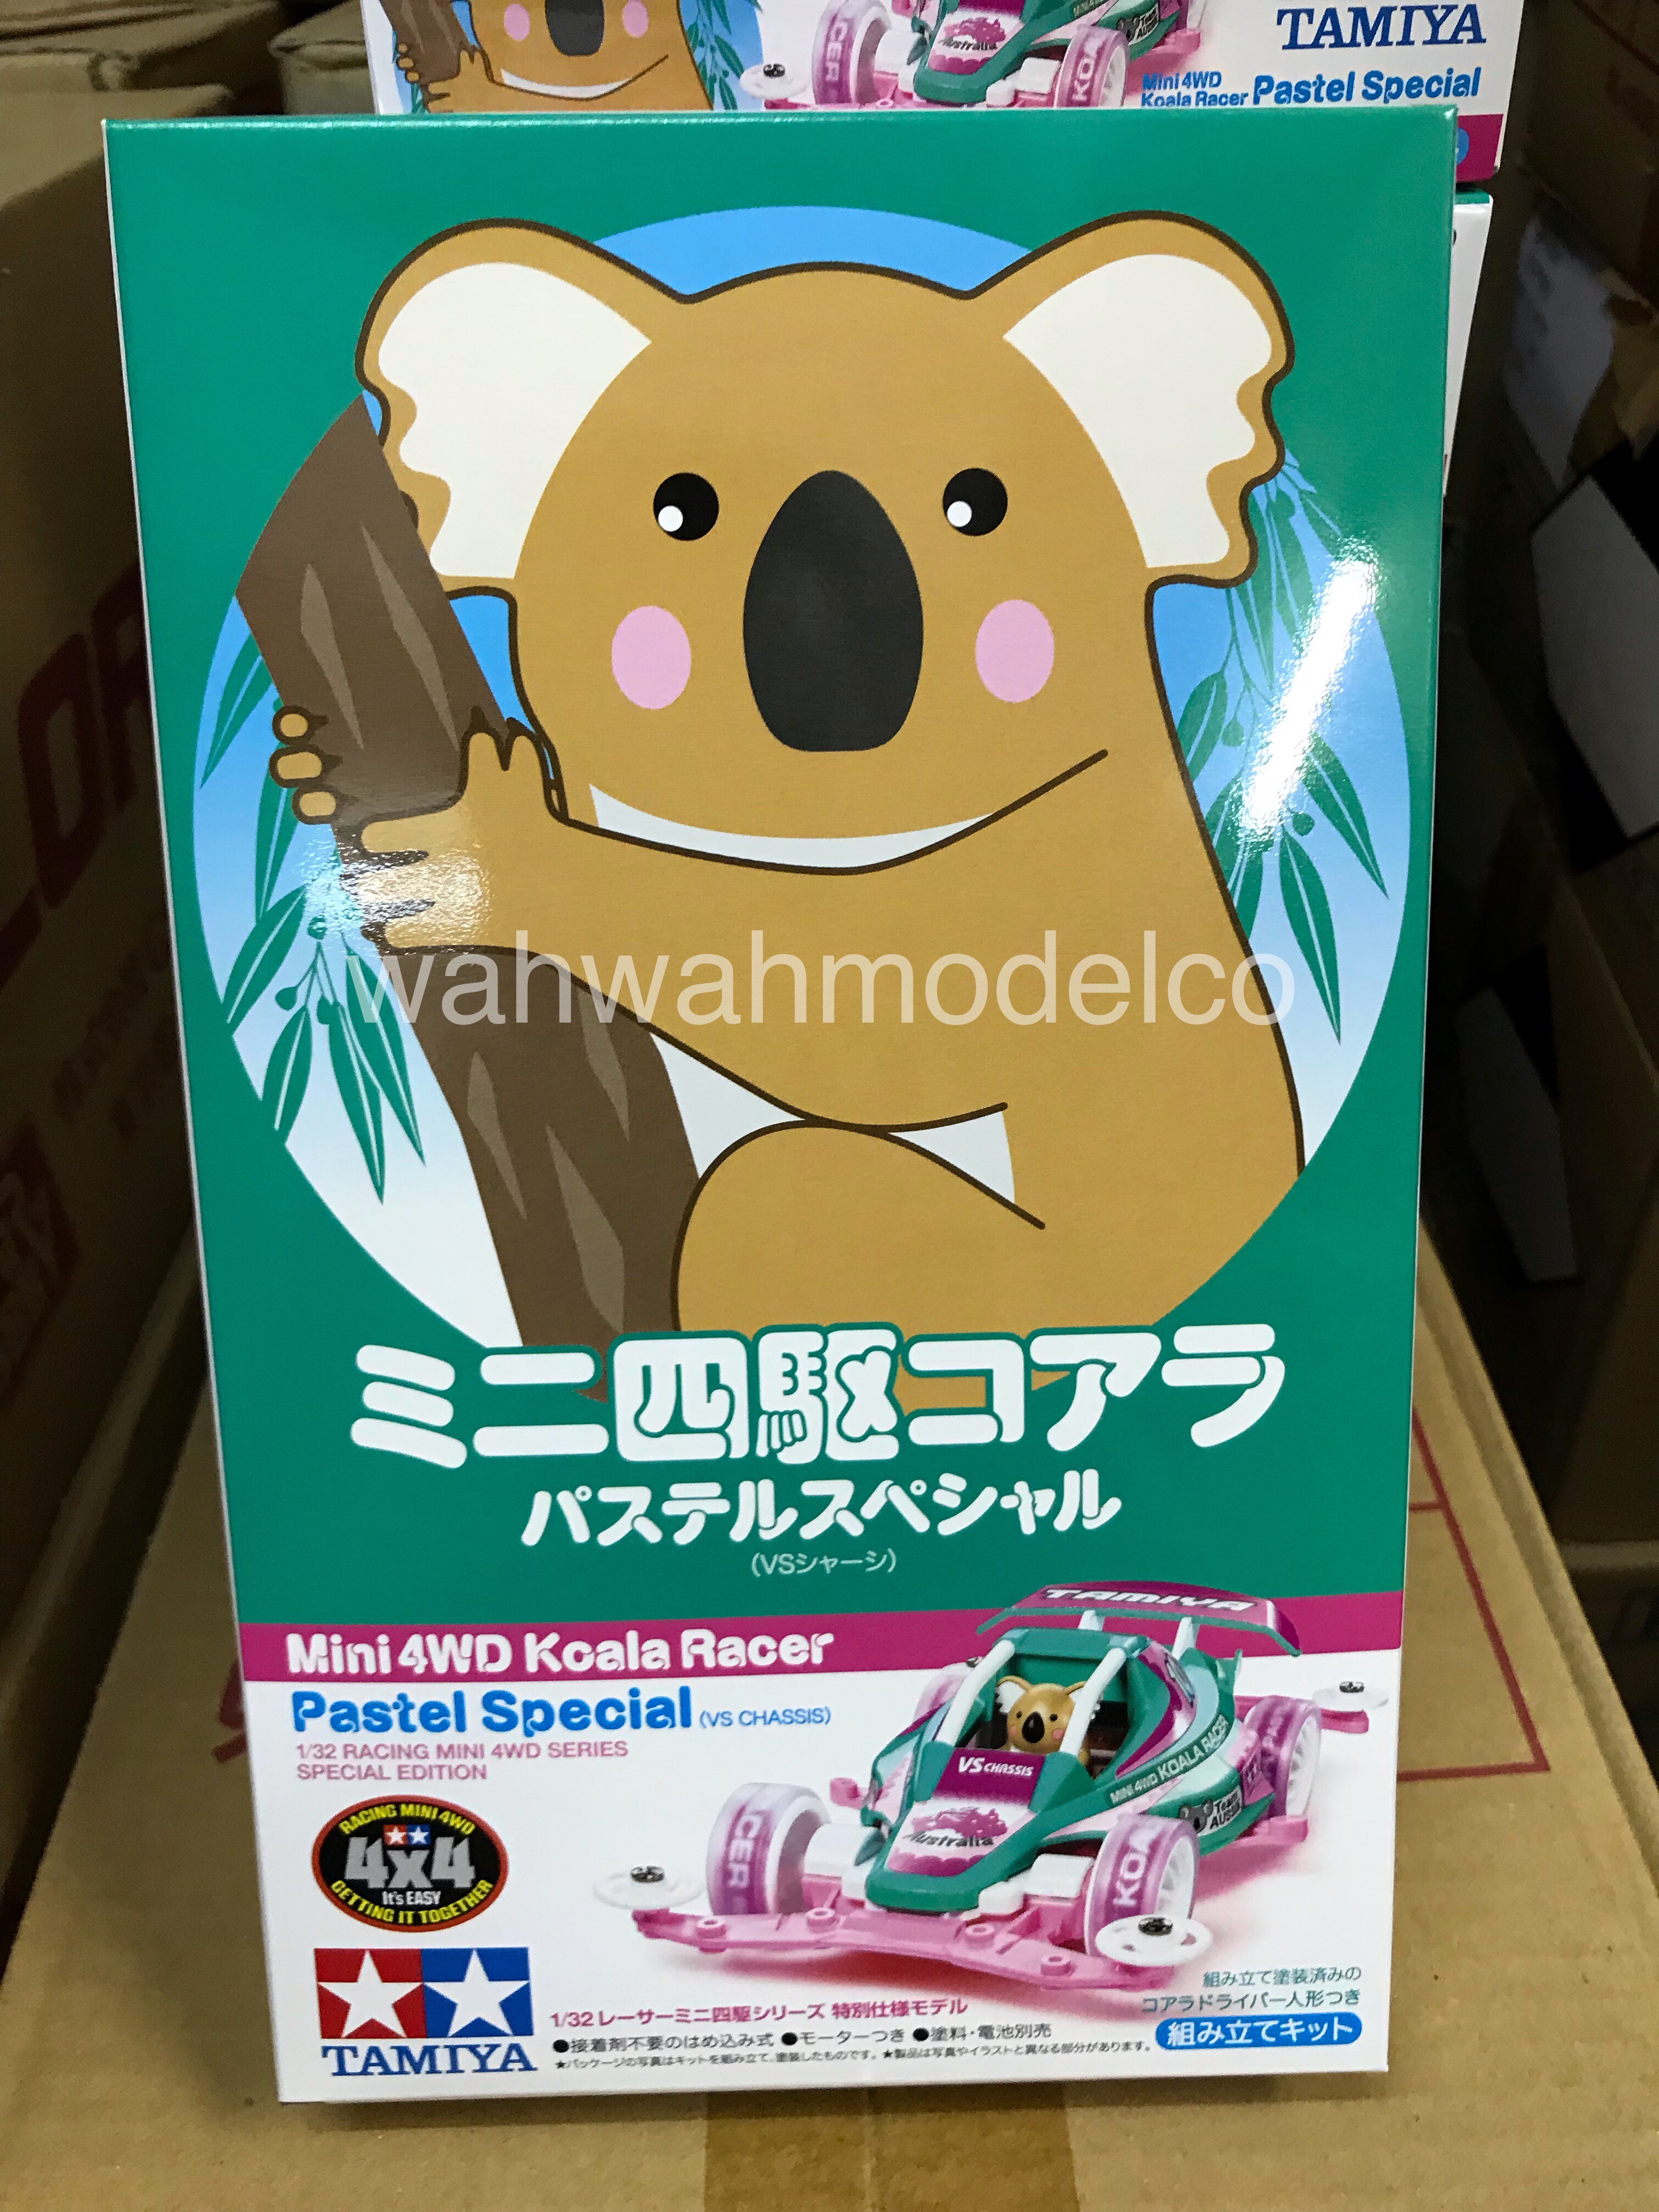 TAMIYA
Mini 4WD
Koala Racer Pastel Special
Australia
KOA
wahwahmodelco
ミニ四駆コアラ
パステルスペシャル
(VSシャーシ)
TAMIYA
Mini 4WD Koala Racer
Pastel Special (VS CHASSIS)
1/32 RACING MINI 4WD SERIES
SPECIAL EDITION
VS CHASSIS
MINI 4WD KOALA RACER
Team
Australia
CER
KOA
RACING MINI 4WD
4x4
It's EASY
GETTING IT TOGETHER
組み立て塗装済みの
コアラドライバー人形つき
組み立てキット
1/32 レーサーミニ四駆シリーズ 特別仕様モデル
●接着剤不要のはめ込み式 ●モーターつき ●塗料・電池別売
★パッケージの写真はキットを組み立て、塗装したものです。★製品は写真やイラストと異なる部分があります。
TAMIYA